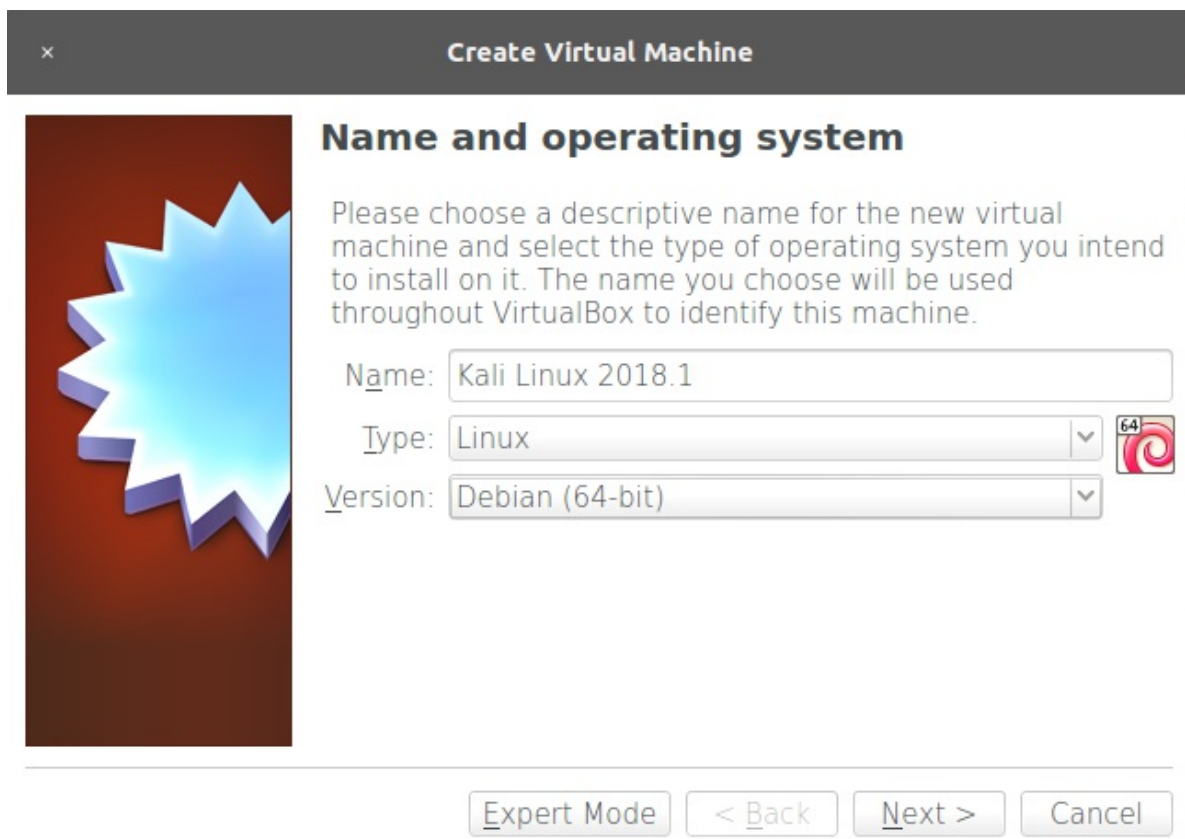 ×
Create Virtual Machine
Name and operating system
Please choose a descriptive name for the new virtual
machine and select the type of operating system you intend
to install on it. The name you choose will be used
throughout VirtualBox to identify this machine.
Name: Kali Linux 2018.1
Type: Linux
64
Version: Debian (64-bit)
Expert Mode < Back Next > Cancel